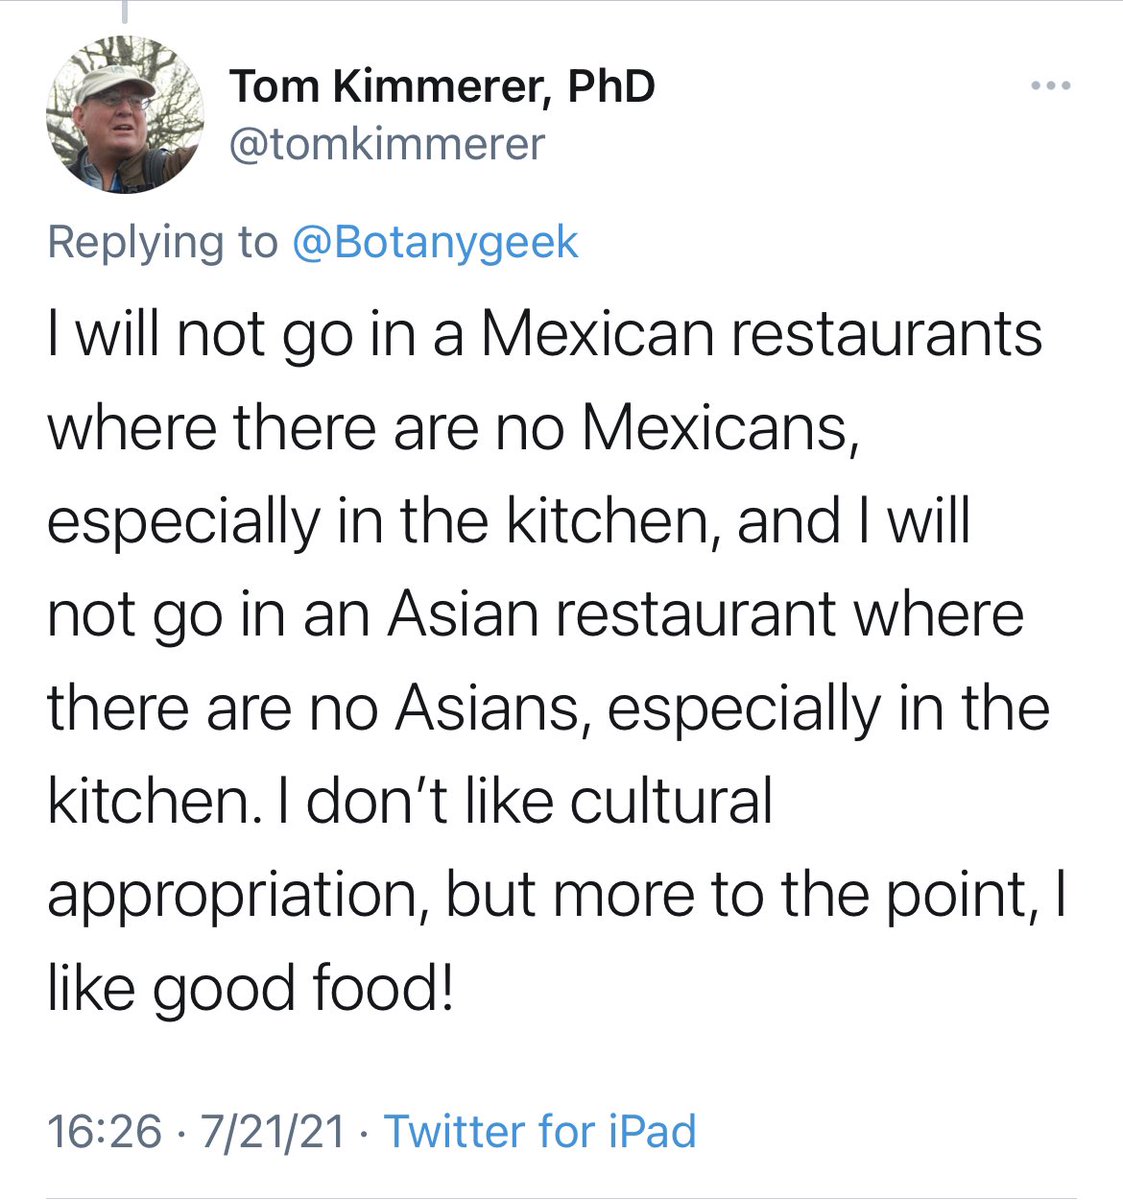 Tom Kimmerer, PhD
@tomkimmerer
Replying to @Botanygeek
I will not go in a Mexican restaurants
where there are no Mexicans,
especially in the kitchen, and I will
not go in an Asian restaurant where
there are no Asians, especially in the
kitchen. I don’t like cultural
appropriation, but more to the point, I
like good food!
16:26 · 7/21/21 · Twitter for iPad